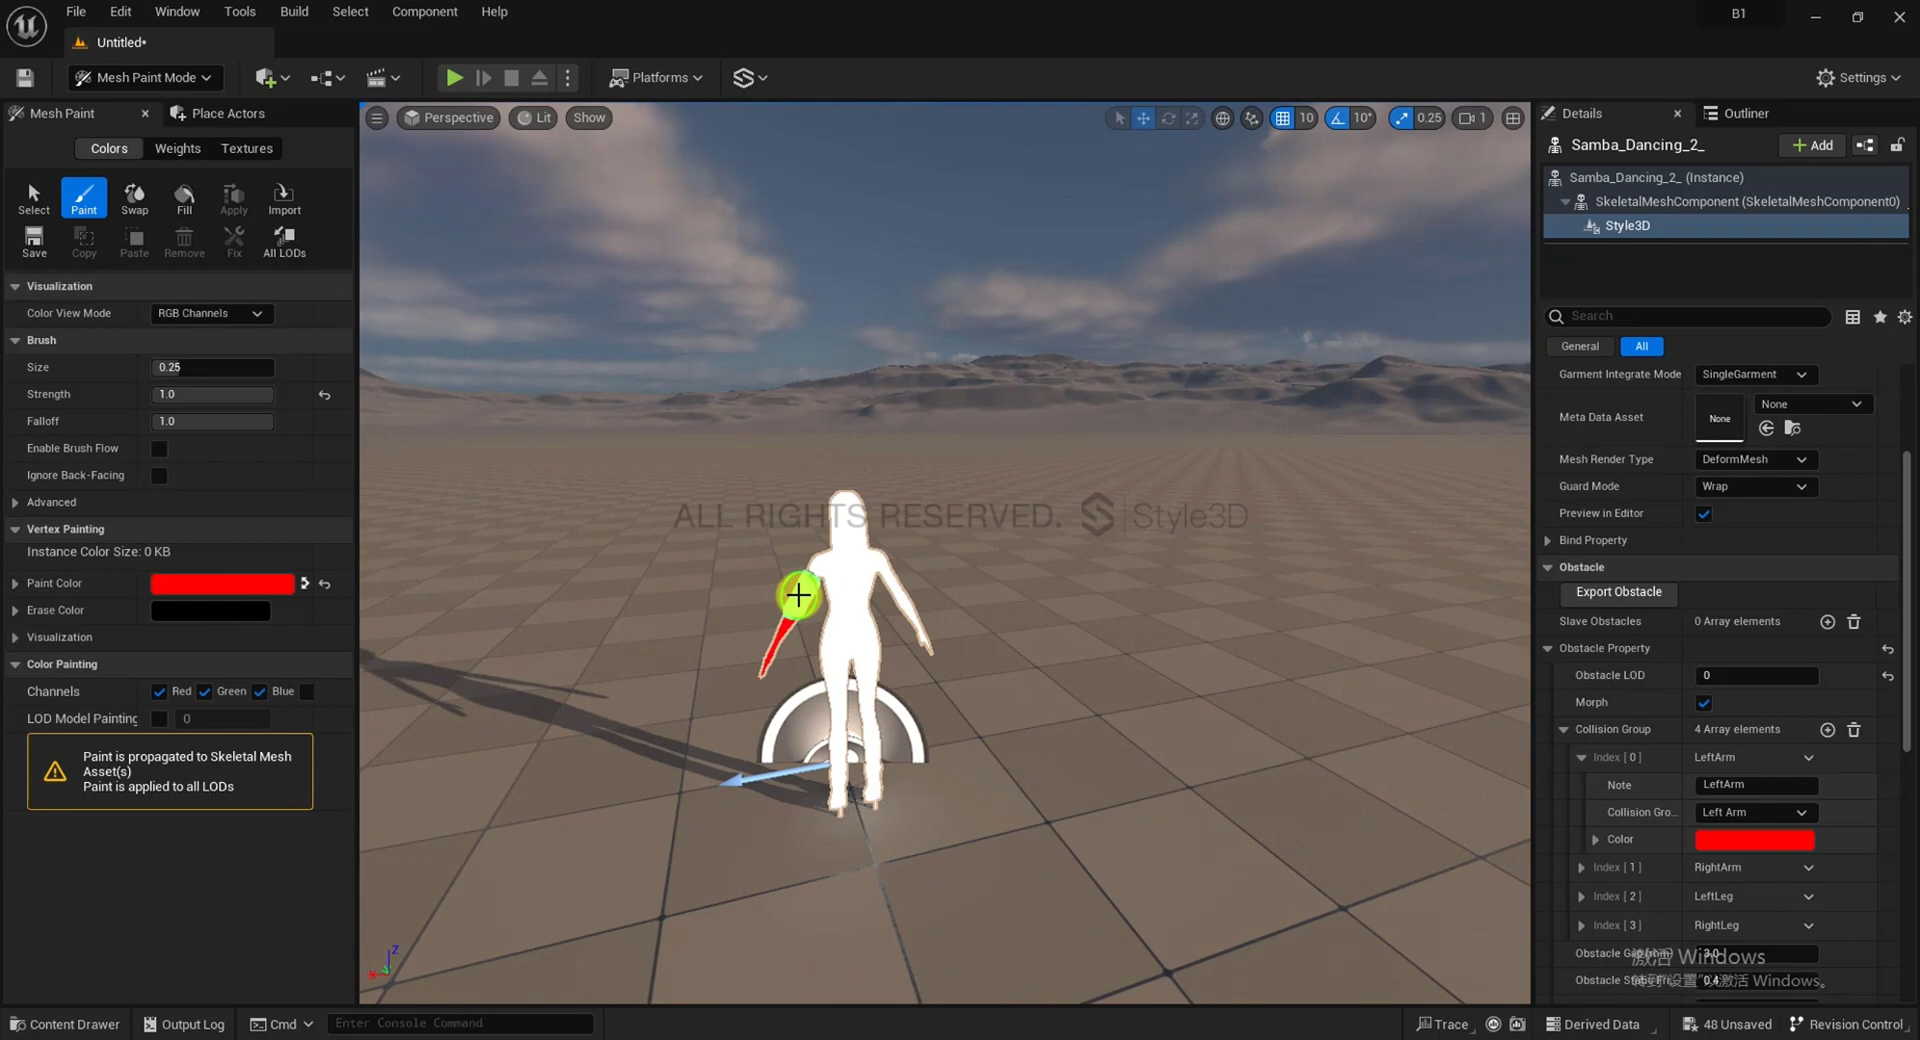 File Edit Window Tools Build Select Component Help
B1
Untitled•
Mesh Paint Mode
Platforms
Settings
Mesh Paint
Place Actors
Colors Weights Textures
Select Paint Swap Fill Apply Import
Save Copy Paste Remove Fix All LODs
Visualization
Color View Mode RGB Channels
Brush
Size 0.25
Strength 1.0
Falloff 1.0
Enable Brush Flow
Ignore Back-Facing
Advanced
Vertex Painting
Instance Color Size: 0 KB
Paint Color
Erase Color
Visualization
Color Painting
Channels Red Green Blue
LOD Model Painting 0
Paint is propagated to Skeletal Mesh
Asset(s)
Paint is applied to all LODs
Perspective Lit Show
10 10° 0.25 1
ALL RIGHTS RESERVED. Style3D
Z
Details
Outliner
Samba_Dancing_2_
Add
Samba_Dancing_2_ (Instance)
SkeletalMeshComponent (SkeletalMeshComponent0)
Style3D
Search
General All
Garment Integrate Mode SingleGarment
Meta Data Asset None None
Mesh Render Type DeformMesh
Guard Mode Wrap
Preview in Editor
Bind Property
Obstacle
Export Obstacle
Slave Obstacles 0 Array elements
Obstacle Property
Obstacle LOD 0
Morph
Collision Group 4 Array elements
Index [ 0 ] LeftArm
Note LeftArm
Collision Gro... Left Arm
Color
Index [ 1 ] RightArm
Index [ 2 ] LeftLeg
Index [ 3 ] RightLeg
Obstacle 3.0
激活 Windows
Obstacle 0.4
转到"设置"以激活 Windows。
Content Drawer Output Log Cmd Enter Console Command
Trace Derived Data 48 Unsaved Revision Control